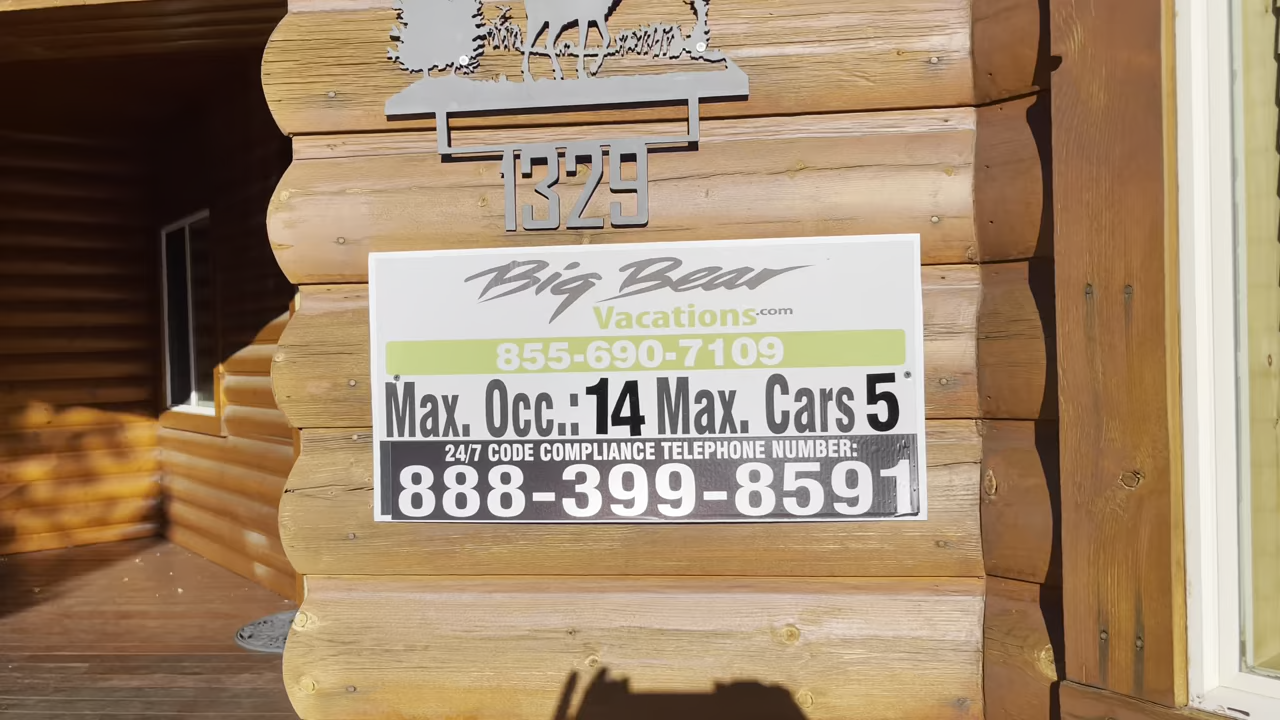 1329
Big Bear
Vacations.com
855-690-7109
Max. Occ.: 14 Max. Cars 5
24/7 CODE COMPLIANCE TELEPHONE NUMBER:
888-399-8591